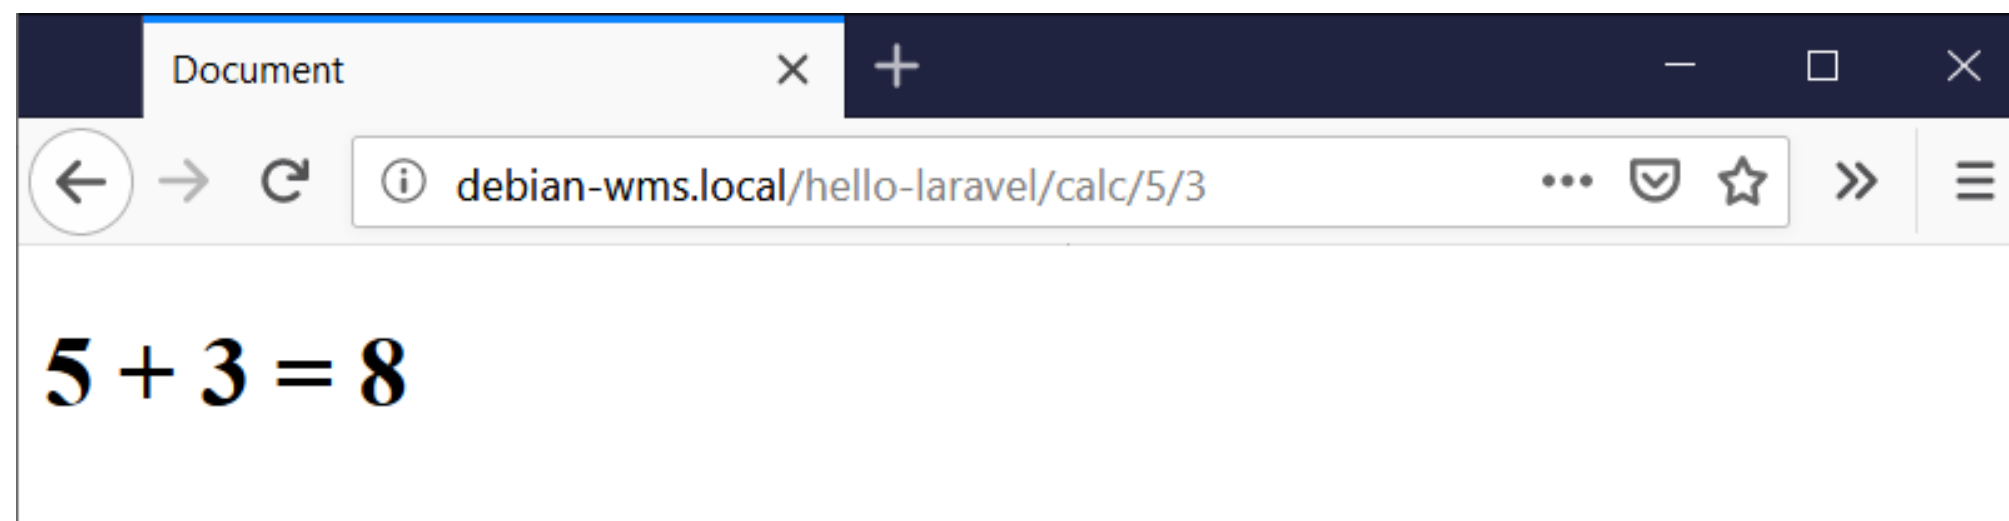 Document
debian-wms.local/hello-laravel/calc/5/3
5 + 3 = 8